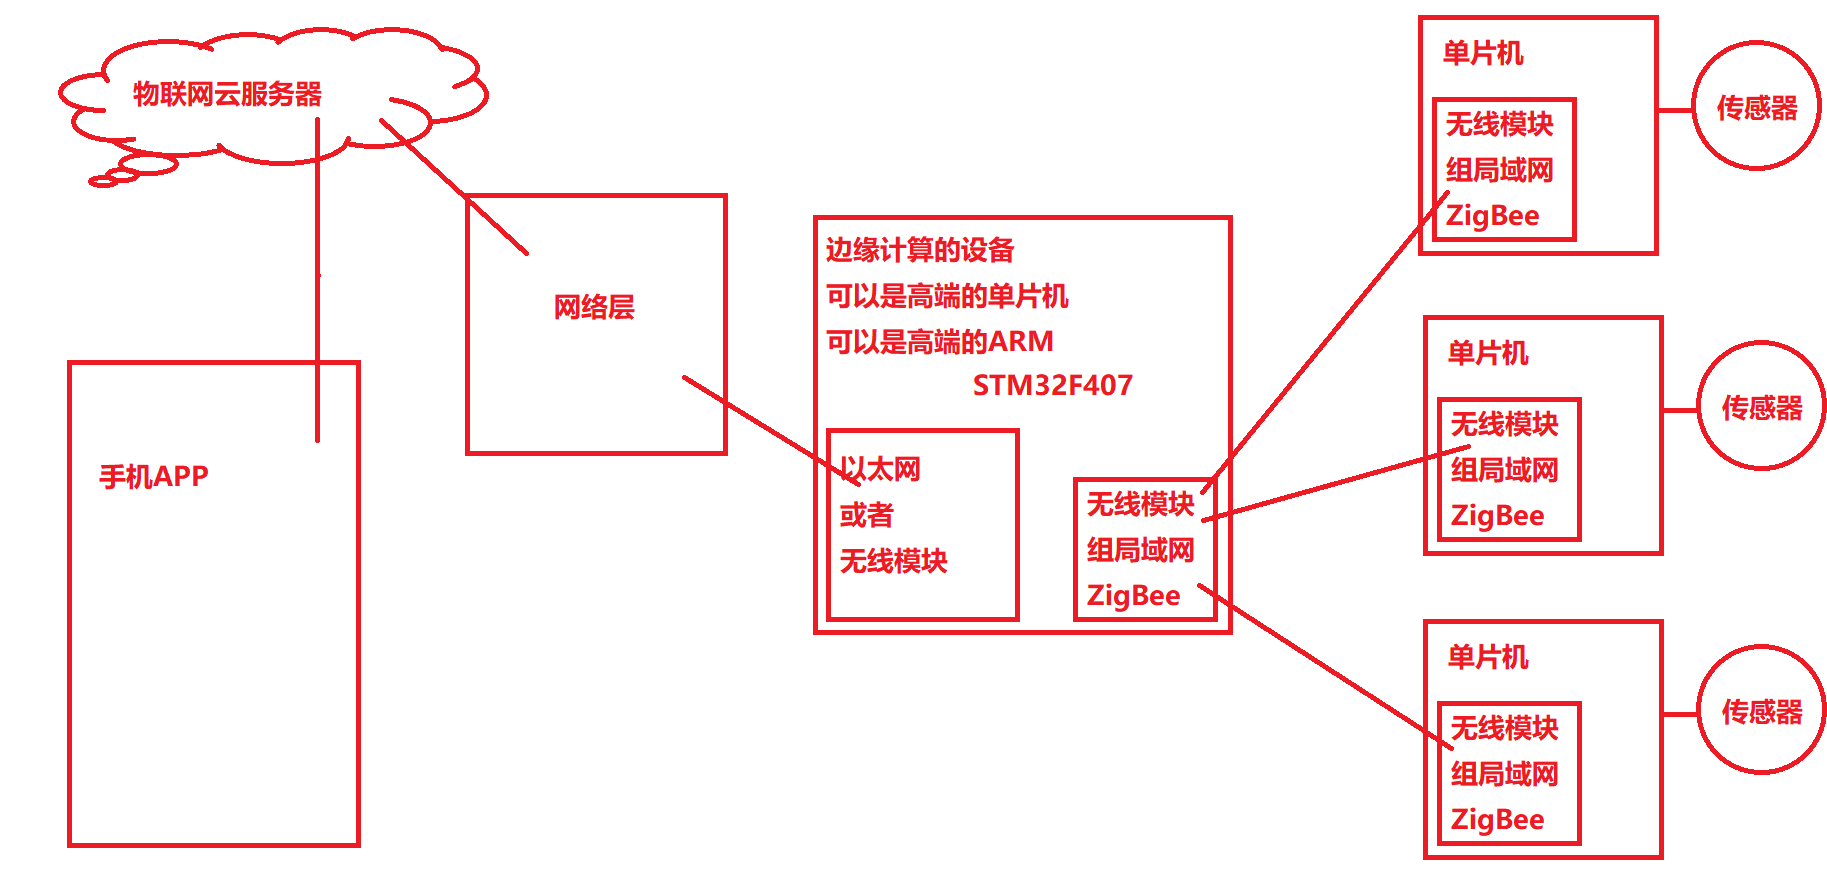 物联网云服务器
手机APP
网络层
边缘计算的设备
可以是高端的单片机
可以是高端的ARM
STM32F407
以太网
或者
无线模块
无线模块
组局域网
ZigBee
单片机
无线模块
组局域网
ZigBee
传感器
单片机
无线模块
组局域网
ZigBee
传感器
单片机
无线模块
组局域网
ZigBee
传感器